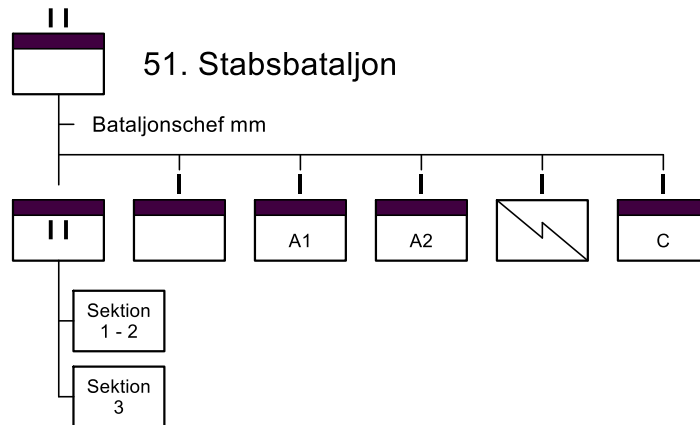 51. Stabsbataljon
Bataljonschef mm
A1
A2
C
Sektion
1 - 2
Sektion
3